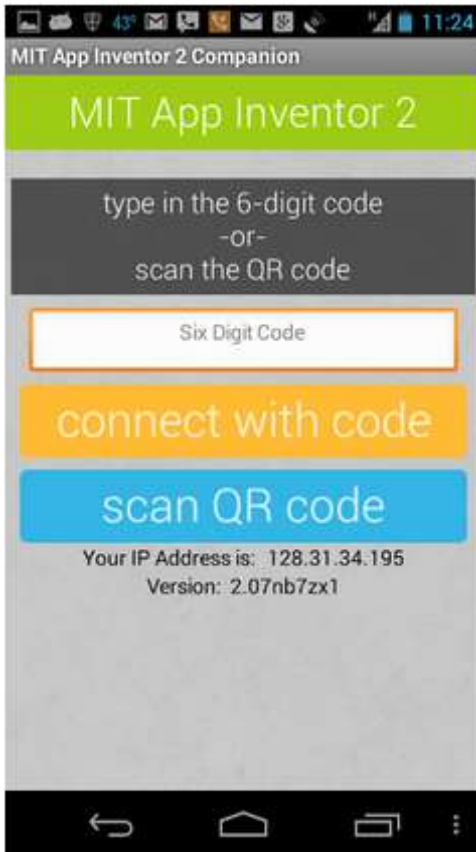 43° 11:24
MIT App Inventor 2 Companion
MIT App Inventor 2
type in the 6-digit code
-or-
scan the QR code
Six Digit Code
connect with code
scan QR code
Your IP Address is: 128.31.34.195
Version: 2.07nb7zx1